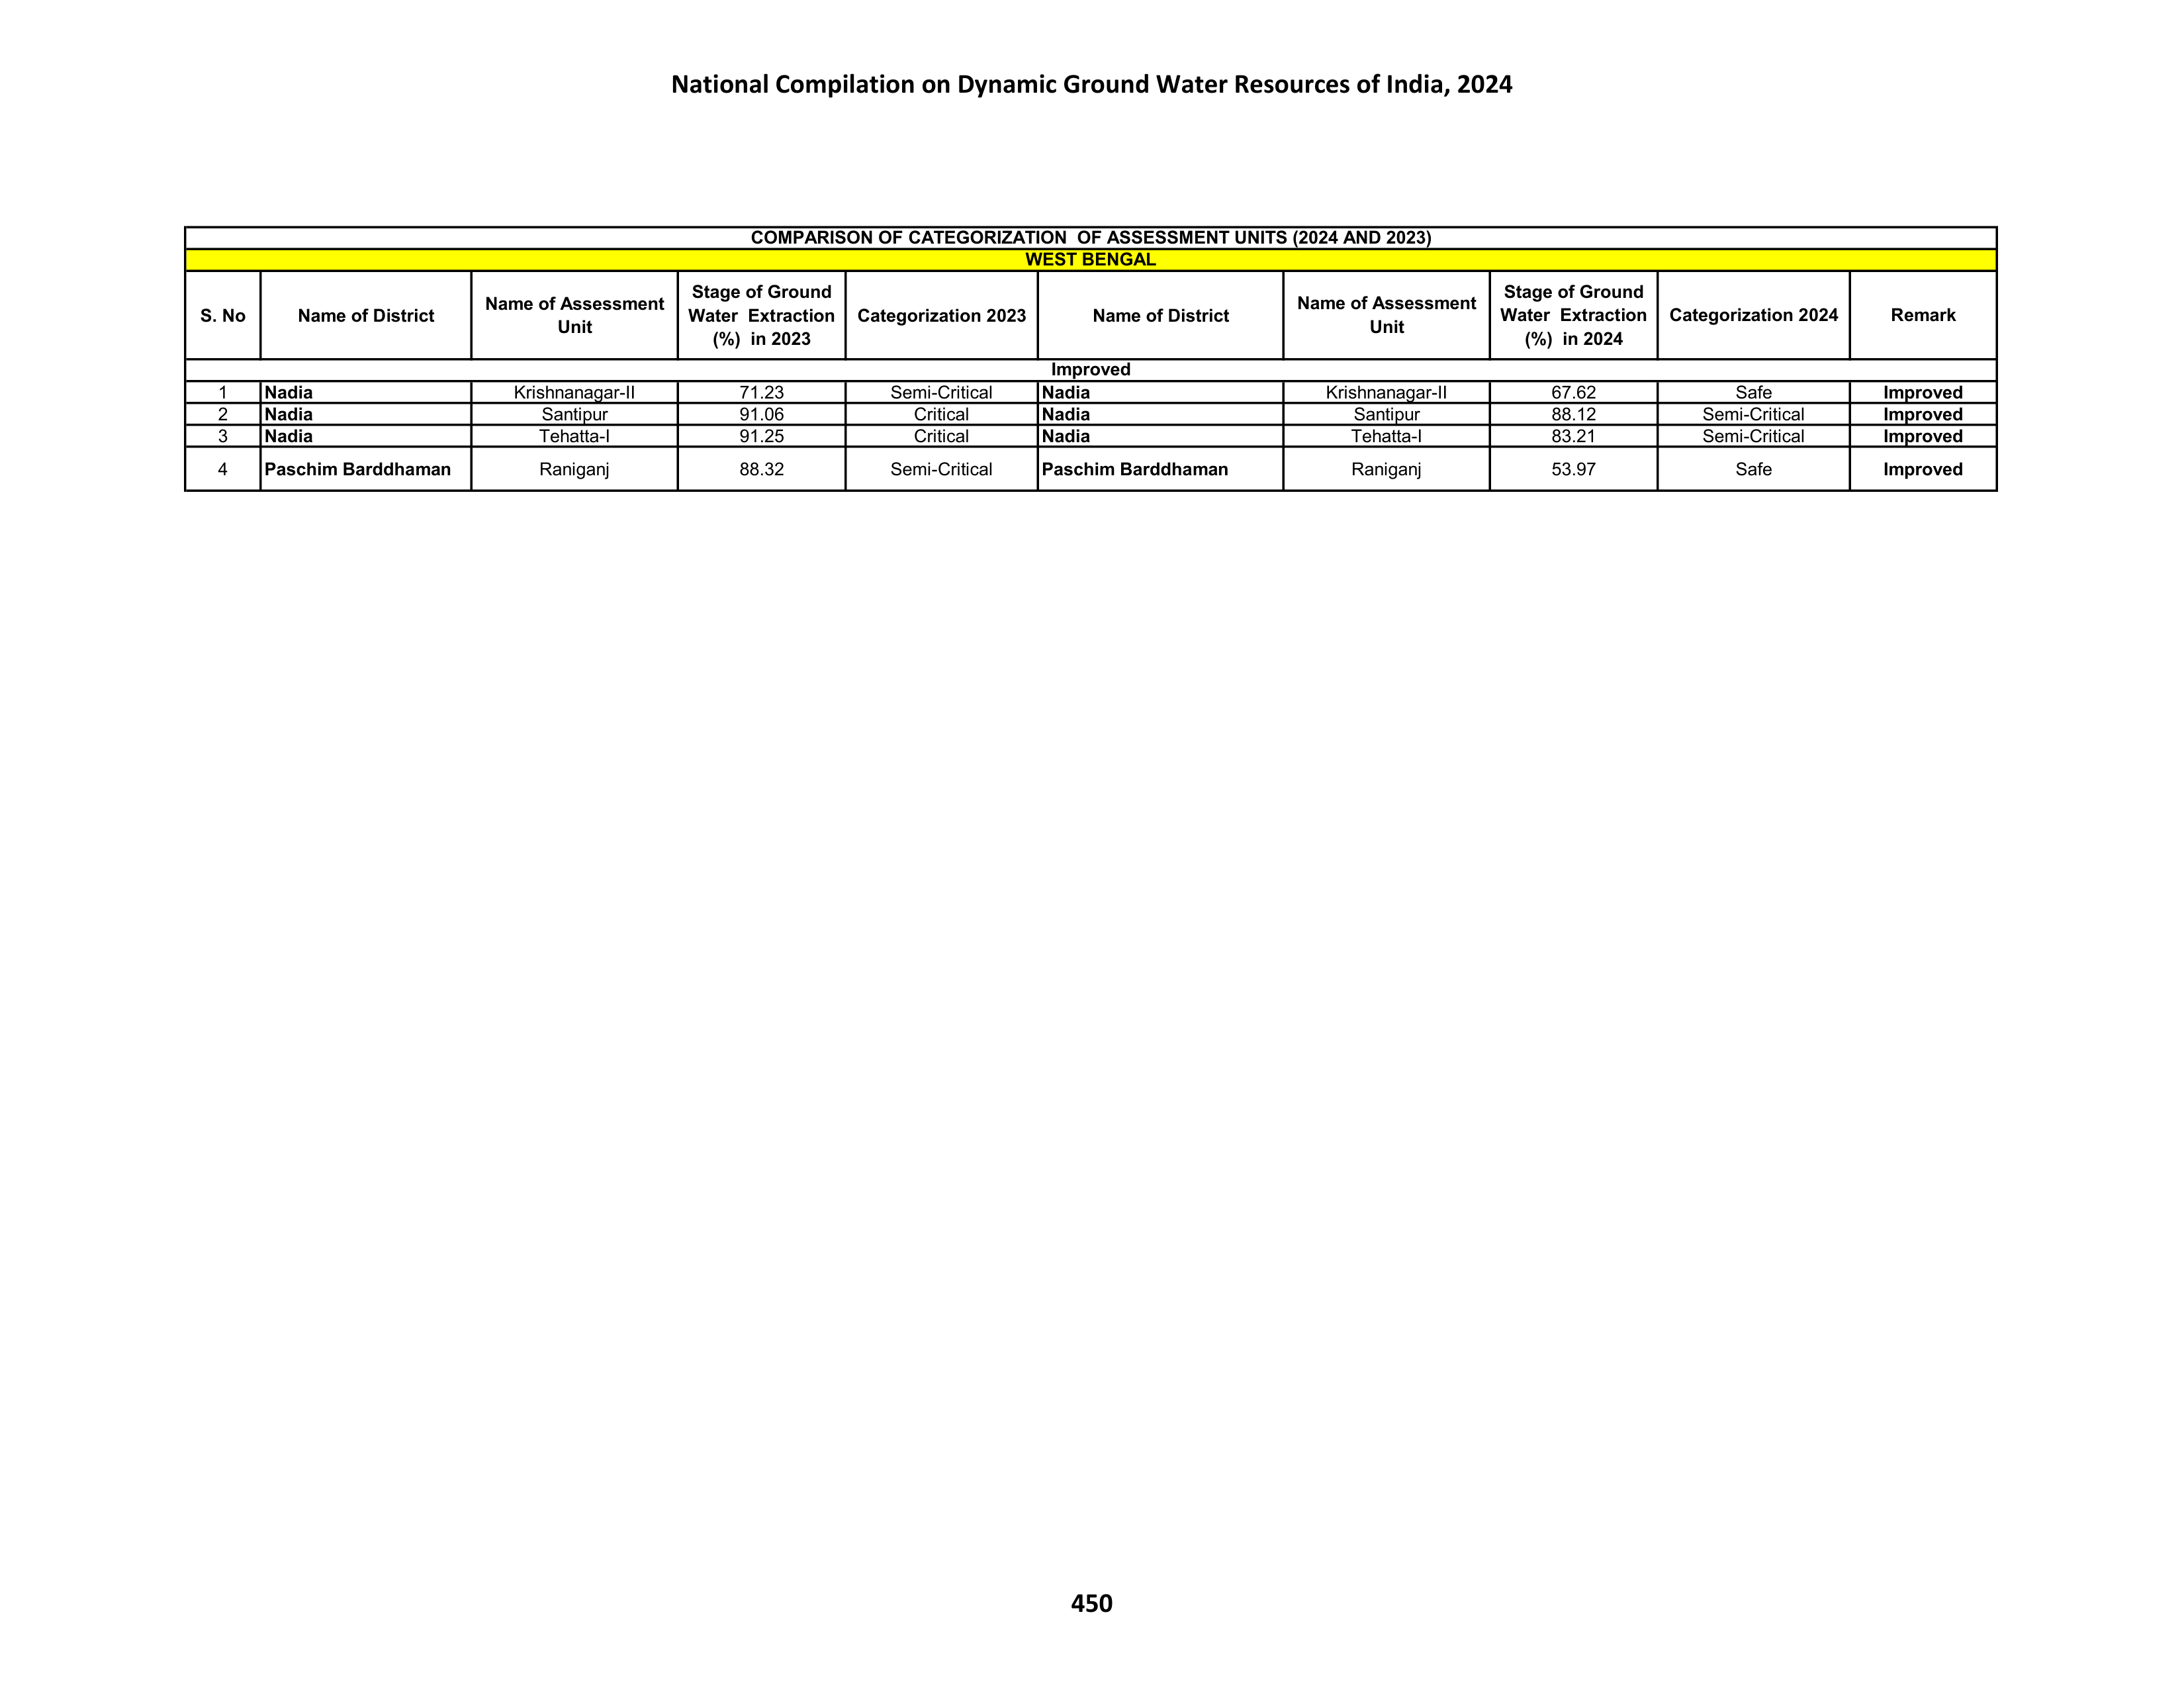 National Compilation on Dynamic Ground Water Resources of India, 2024
COMPARISON OF CATEGORIZATION OF ASSESSMENT UNITS (2024 AND 2023)
WEST BENGAL
S. No Name of District Name of Assessment Unit Stage of Ground Water Extraction (%) in 2023 Categorization 2023 Name of District Name of Assessment Unit Stage of Ground Water Extraction (%) in 2024 Categorization 2024 Remark
Improved
1 Nadia Krishnanagar-II 71.23 Semi-Critical Nadia Krishnanagar-II 67.62 Safe Improved
2 Nadia Santipur 91.06 Critical Nadia Santipur 88.12 Semi-Critical Improved
3 Nadia Tehatta-I 91.25 Critical Nadia Tehatta-I 83.21 Semi-Critical Improved
4 Paschim Barddhaman Raniganj 88.32 Semi-Critical Paschim Barddhaman Raniganj 53.97 Safe Improved
450